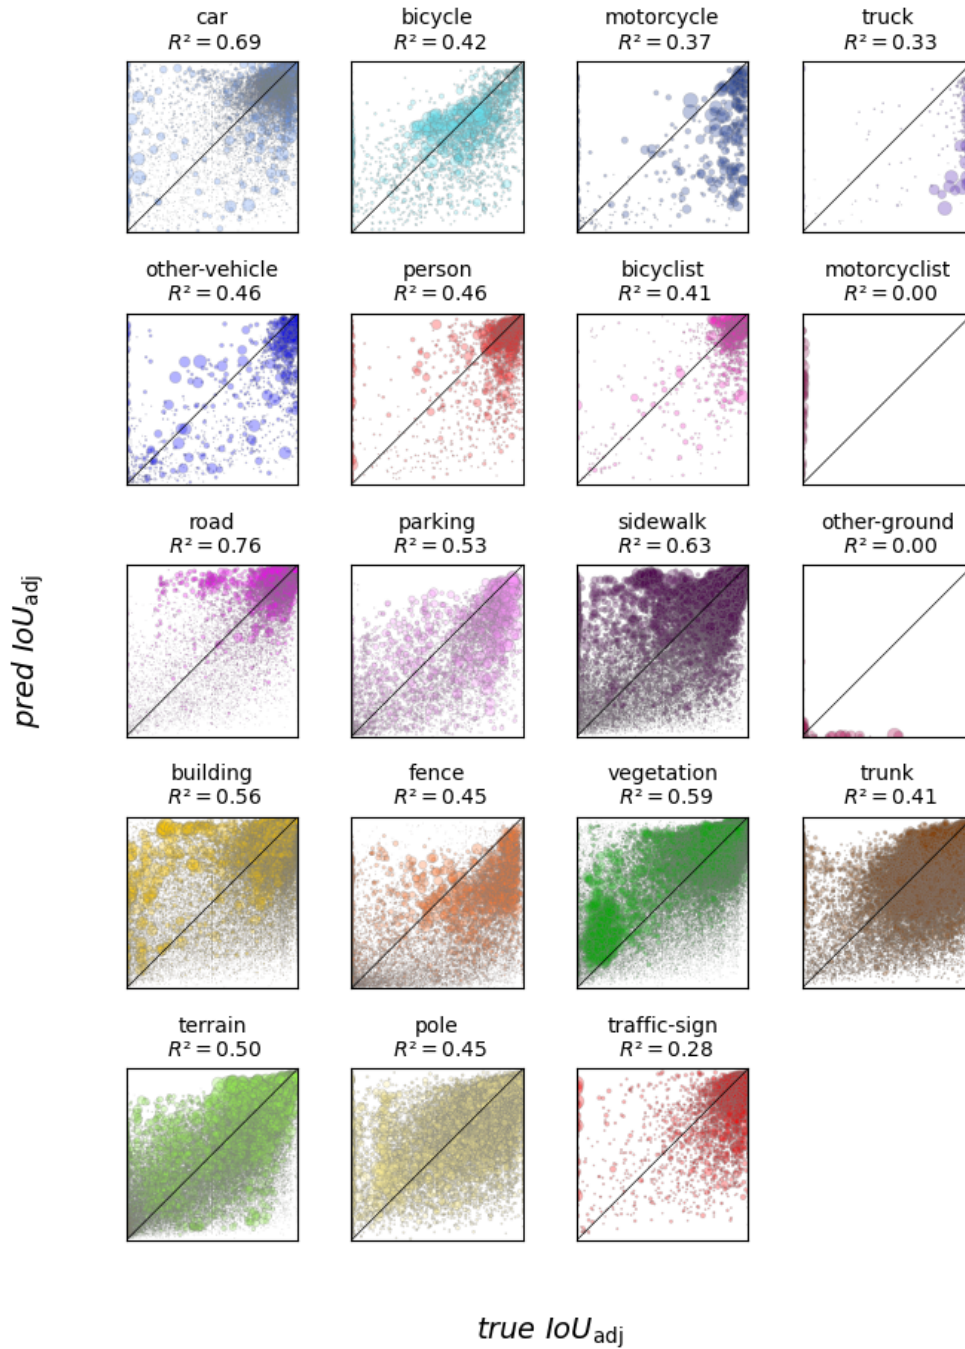 car
R² = 0.69
bicycle
R² = 0.42
motorcycle
R² = 0.37
truck
R² = 0.33
other-vehicle
R² = 0.46
person
R² = 0.46
bicyclist
R² = 0.41
motorcyclist
R² = 0.00
road
R² = 0.76
parking
R² = 0.53
sidewalk
R² = 0.63
other-ground
R² = 0.00
building
R² = 0.56
fence
R² = 0.45
vegetation
R² = 0.59
trunk
R² = 0.41
terrain
R² = 0.50
pole
R² = 0.45
traffic-sign
R² = 0.28
pred IoU_adj
true IoU_adj